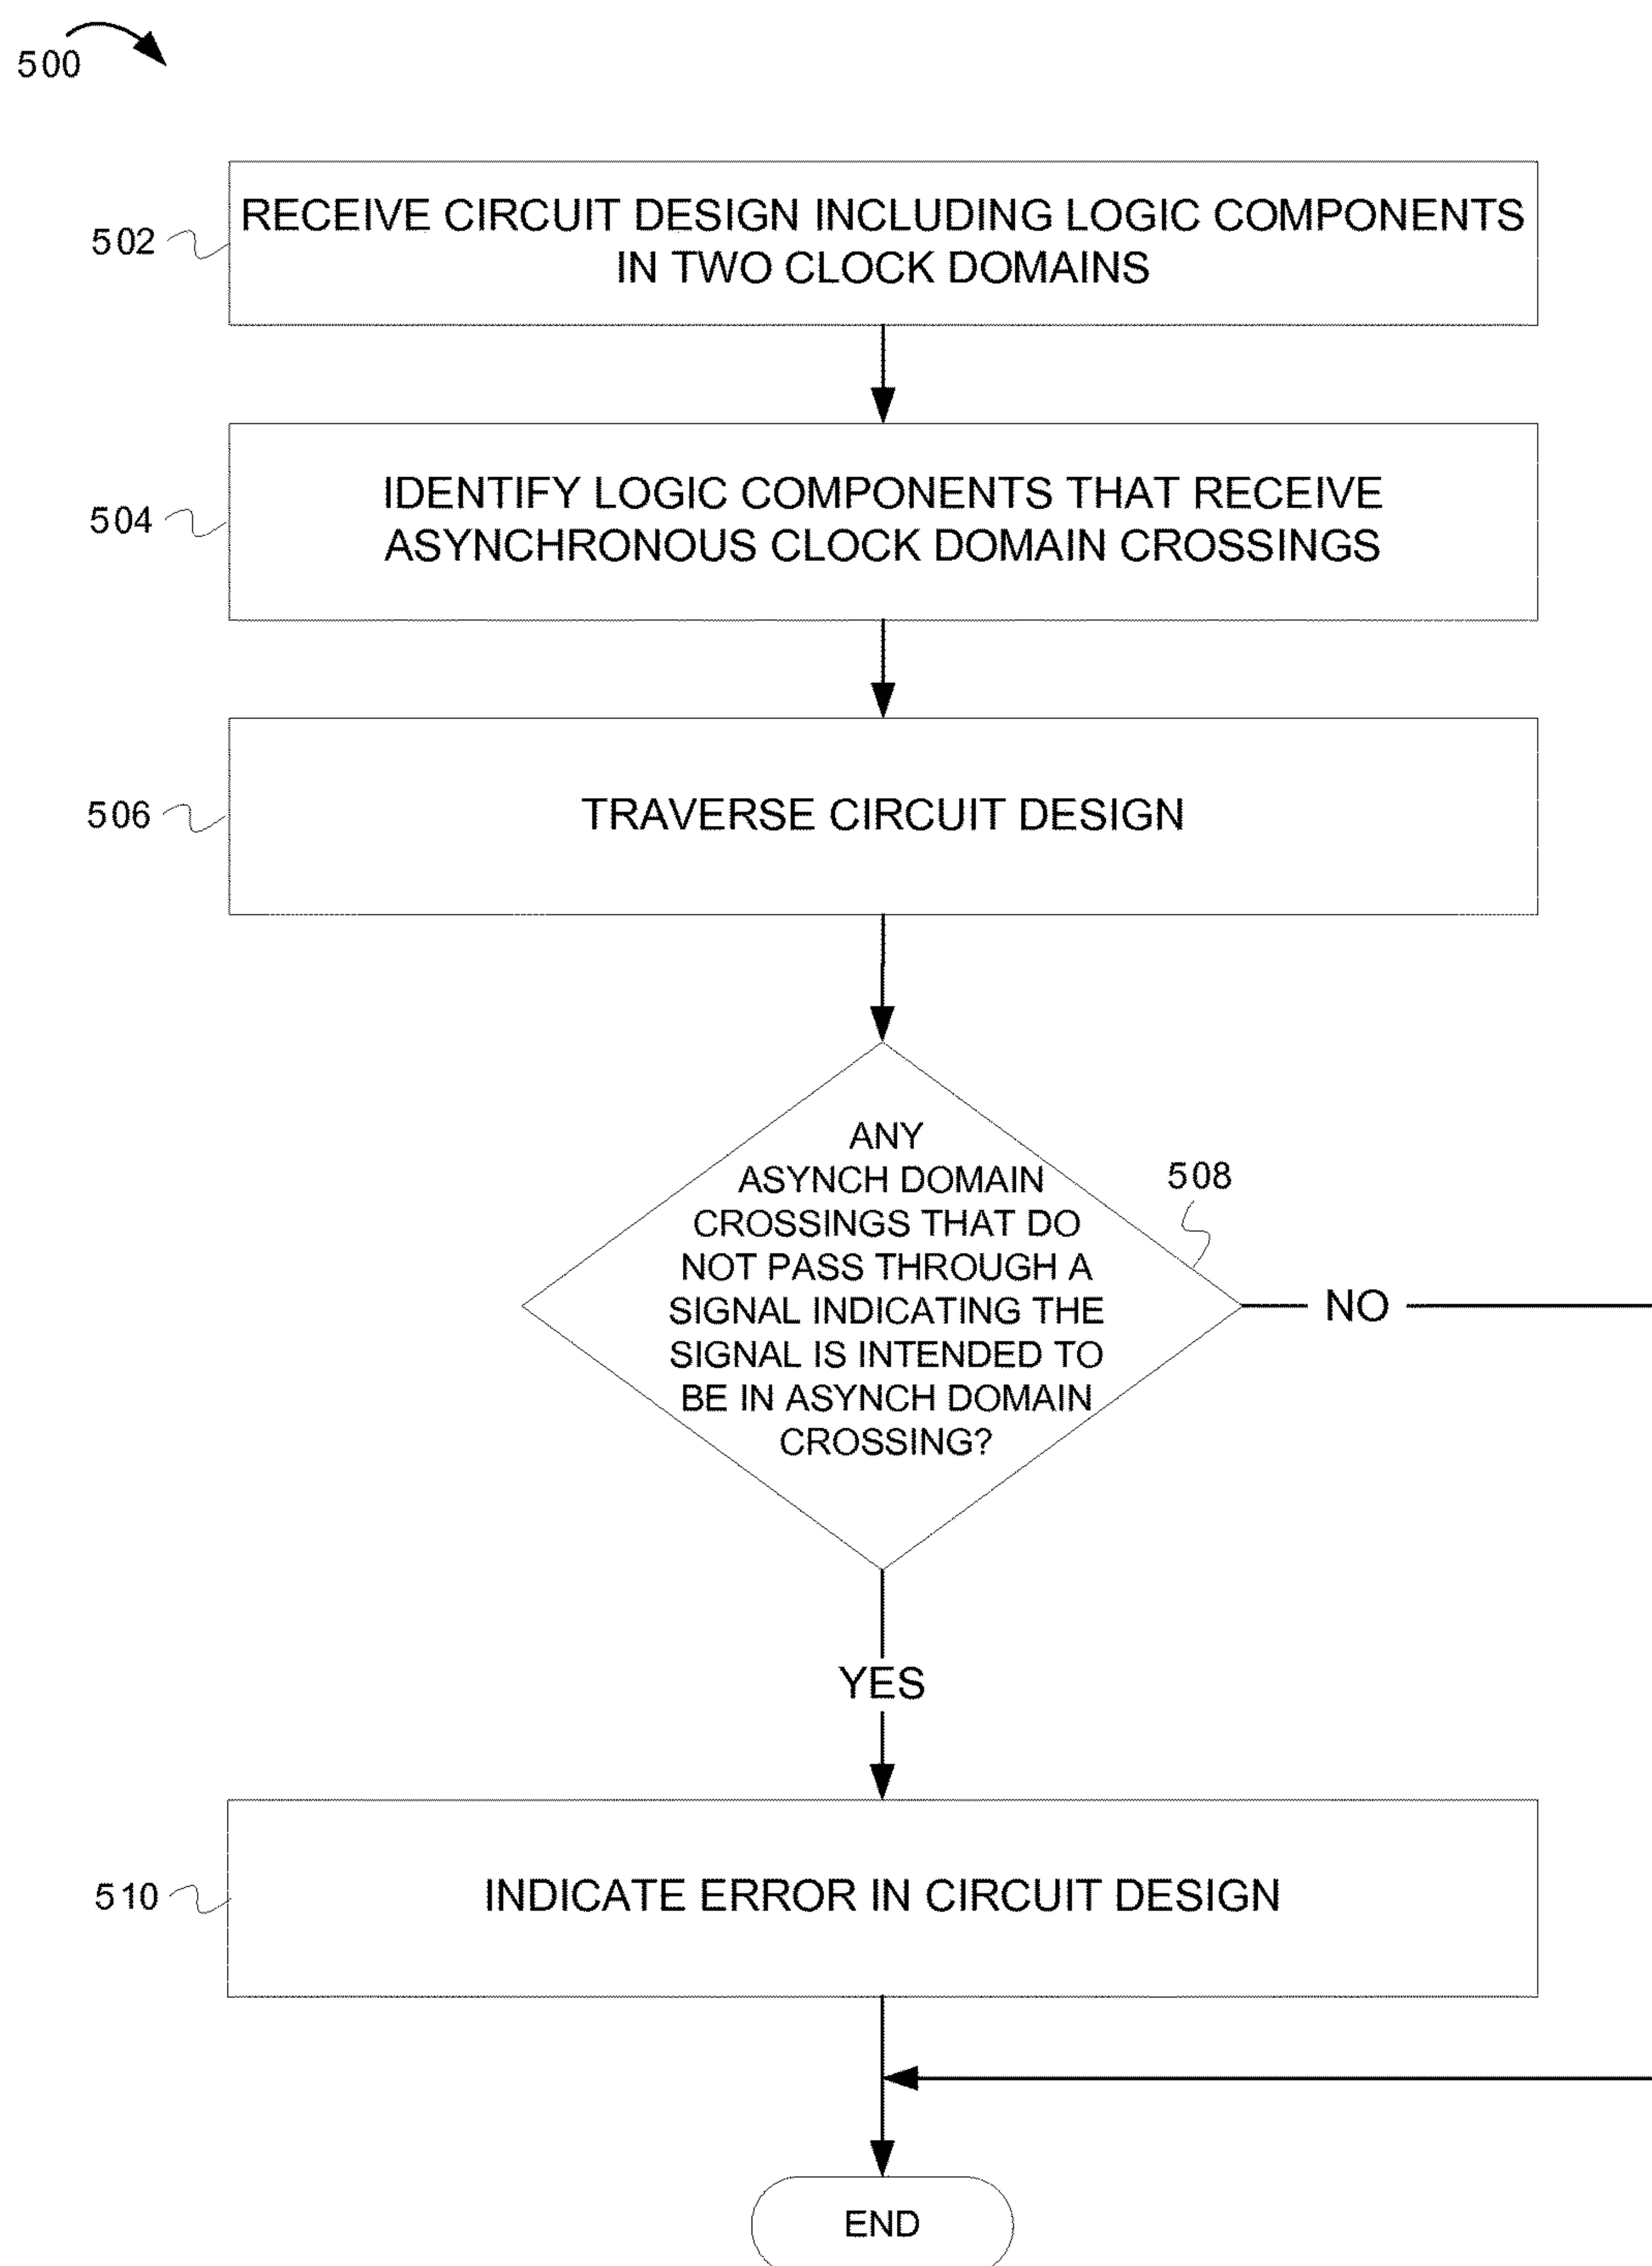 500
502
RECEIVE CIRCUIT DESIGN INCLUDING LOGIC COMPONENTS
IN TWO CLOCK DOMAINS
504
IDENTIFY LOGIC COMPONENTS THAT RECEIVE
ASYNCHRONOUS CLOCK DOMAIN CROSSINGS
506
TRAVERSE CIRCUIT DESIGN
ANY
ASYNCH DOMAIN
CROSSINGS THAT DO
NOT PASS THROUGH A
SIGNAL INDICATING THE
SIGNAL IS INTENDED TO
BE IN ASYNCH DOMAIN
CROSSING?
508
NO
YES
510
INDICATE ERROR IN CIRCUIT DESIGN
END